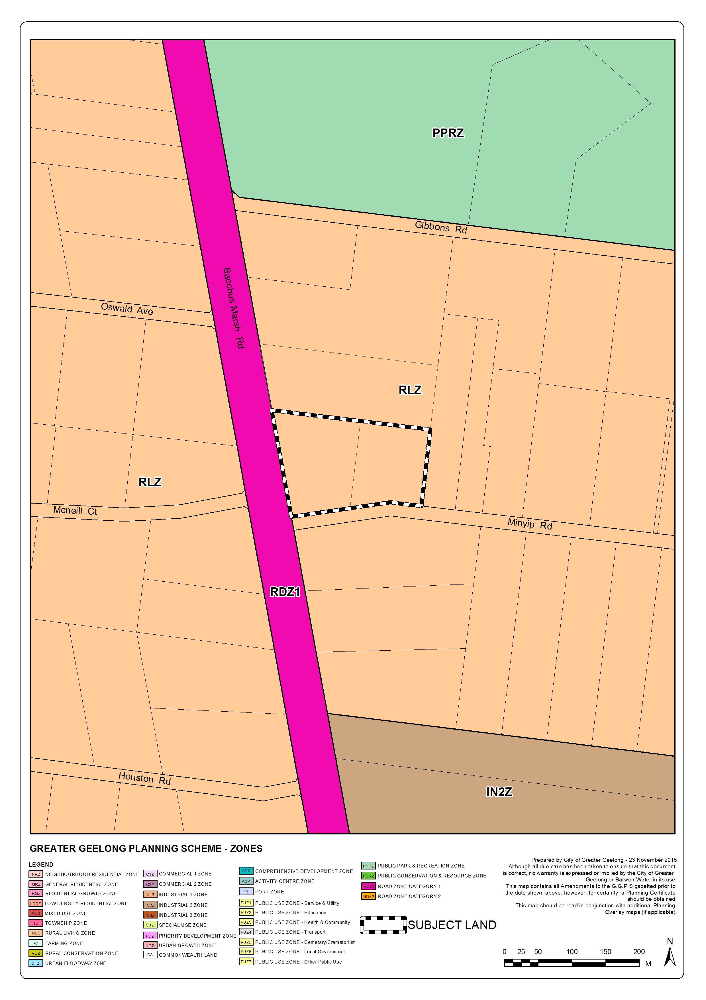 PPRZ
Gibbons Rd
Bacchus Marsh Rd
Oswald Ave
RLZ
RLZ
Mcneill Ct
Minyip Rd
RDZ1
Houston Rd
IN2Z
GREATER GEELONG PLANNING SCHEME - ZONES
LEGEND
NRZ NEIGHBOURHOOD RESIDENTIAL ZONE
GRZ GENERAL RESIDENTIAL ZONE
RGZ RESIDENTIAL GROWTH ZONE
LDRZ LOW DENSITY RESIDENTIAL ZONE
MUZ MIXED USE ZONE
TZ TOWNSHIP ZONE
RLZ RURAL LIVING ZONE
FZ FARMING ZONE
RCZ RURAL CONSERVATION ZONE
UFZ URBAN FLOODWAY Z0NE
C1Z COMMERCIAL 1 ZONE
C2Z COMMERCIAL 2 ZONE
IN1Z INDUSTRIAL 1 ZONE
IN2Z INDUSTRIAL 2 ZONE
IN3Z INDUSTRIAL 3 ZONE
SUZ SPECIAL USE ZONE
PDZ PRIORITY DEVELOPMENT ZONE
UGZ URBAN GROWTH ZONE
CA COMMONWEALTH LAND
CDZ COMPREHENSIVE DEVELOPMENT ZONE
ACZ ACTIVITY CENTRE ZONE
PZ PORT ZONE
PUZ1 PUBLIC USE ZONE - Service & Utility
PUZ2 PUBLIC USE ZONE - Education
PUZ3 PUBLIC USE ZONE - Health & Community
PUZ4 PUBLIC USE ZONE - Transport
PUZ5 PUBLIC USE ZONE - Cemetary/Crematorium
PUZ6 PUBLIC USE ZONE - Local Government
PUZ7 PUBLIC USE ZONE - Other Public Use
PPRZ PUBLIC PARK & RECREATION ZONE
PCRZ PUBLIC CONSERVATION & RESOURCE ZONE
RDZ1 ROAD ZONE CATEGORY 1
RDZ2 ROAD ZONE CATEGORY 2
SUBJECT LAND
Prepared by City of Greater Geelong - 23 November 2015
Although all due care has been taken to ensure that this document
is correct, no warranty is expressed or implied by the City of Greater
Geelong or Barwon Water in its use.
This map contains all Amendments to the G.G.P.S gazetted prior to
the date shown above, however, for certainty, a Planning Certificate
should be obtained.
This map should be read in conjunction with additional Planning
Overlay maps (if applicable).
N
0 25 50 100 150 200
M